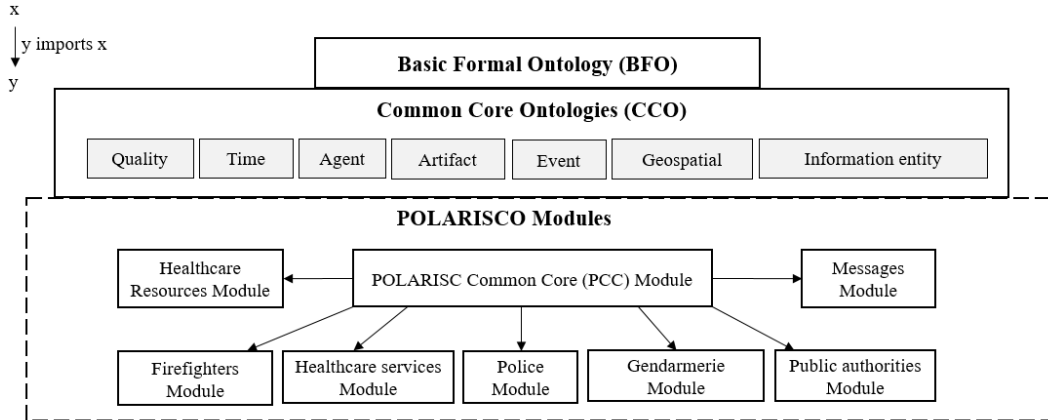 x
y imports x
y
Basic Formal Ontology (BFO)
Common Core Ontologies (CCO)
Quality
Time
Agent
Artifact
Event
Geospatial
Information entity
POLARISCO Modules
Healthcare
Resources Module
POLARISC Common Core (PCC) Module
Messages
Module
Firefighters
Module
Healthcare services
Module
Police
Module
Gendarmerie
Module
Public authorities
Module